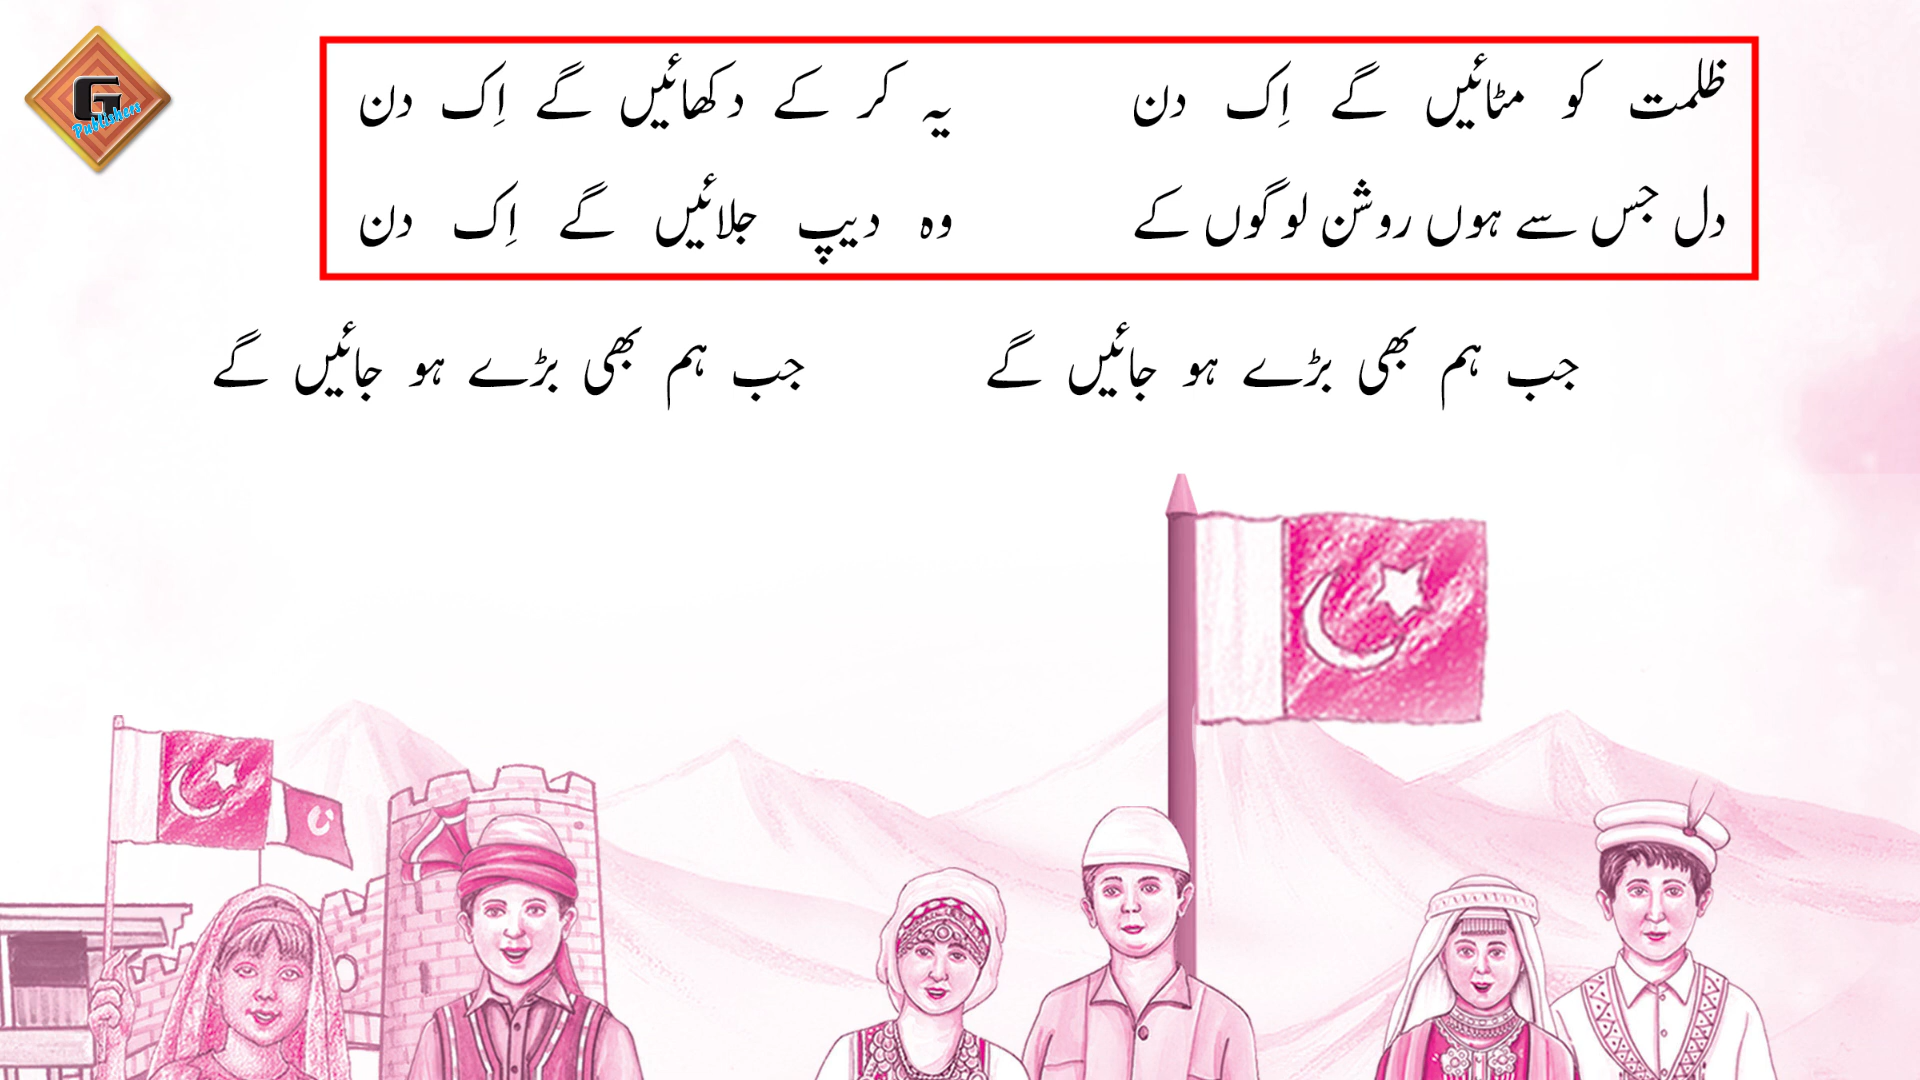 G
Publishers
ظلمت کو مٹائیں گے اِک دن یہ کر کے دکھائیں گے اِک دن
دل جس سے ہوں روشن لوگوں کے وہ دیپ جلائیں گے اِک دن
جب ہم بھی بڑے ہو جائیں گے جب ہم بھی بڑے ہو جائیں گے